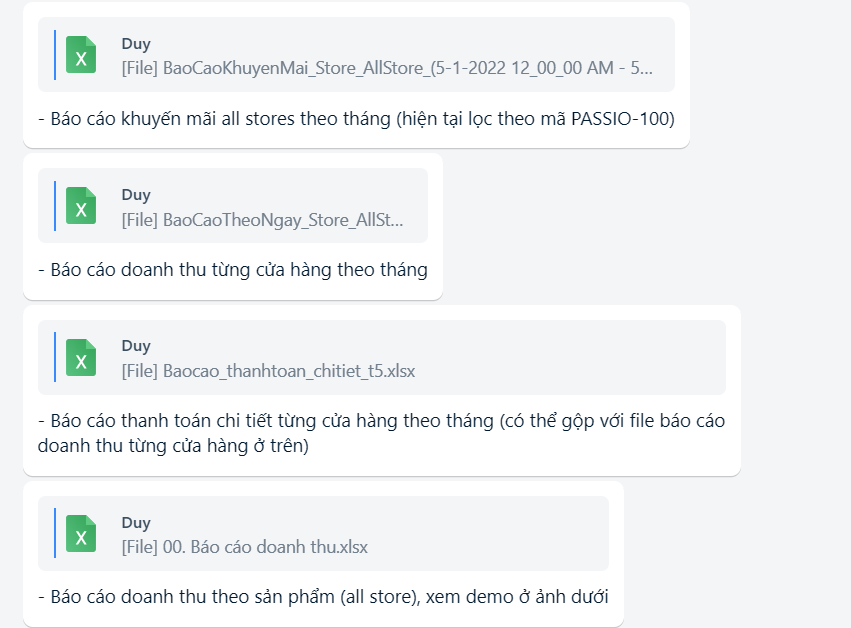 Duy
[File] BaoCaoKhuyenMai_Store_AllStore_(5-1-2022 12_00_00 AM - 5...
- Báo cáo khuyến mãi all stores theo tháng (hiện tại lọc theo mã PASSIO-100)
Duy
[File] BaoCaoTheoNgay_Store_AllSt...
- Báo cáo doanh thu từng cửa hàng theo tháng
Duy
[File] Baocao_thanhtoan_chitiet_t5.xlsx
- Báo cáo thanh toán chi tiết từng cửa hàng theo tháng (có thể gộp với file báo cáo
doanh thu từng cửa hàng ở trên)
Duy
[File] 00. Báo cáo doanh thu.xlsx
- Báo cáo doanh thu theo sản phẩm (all store), xem demo ở ảnh dưới